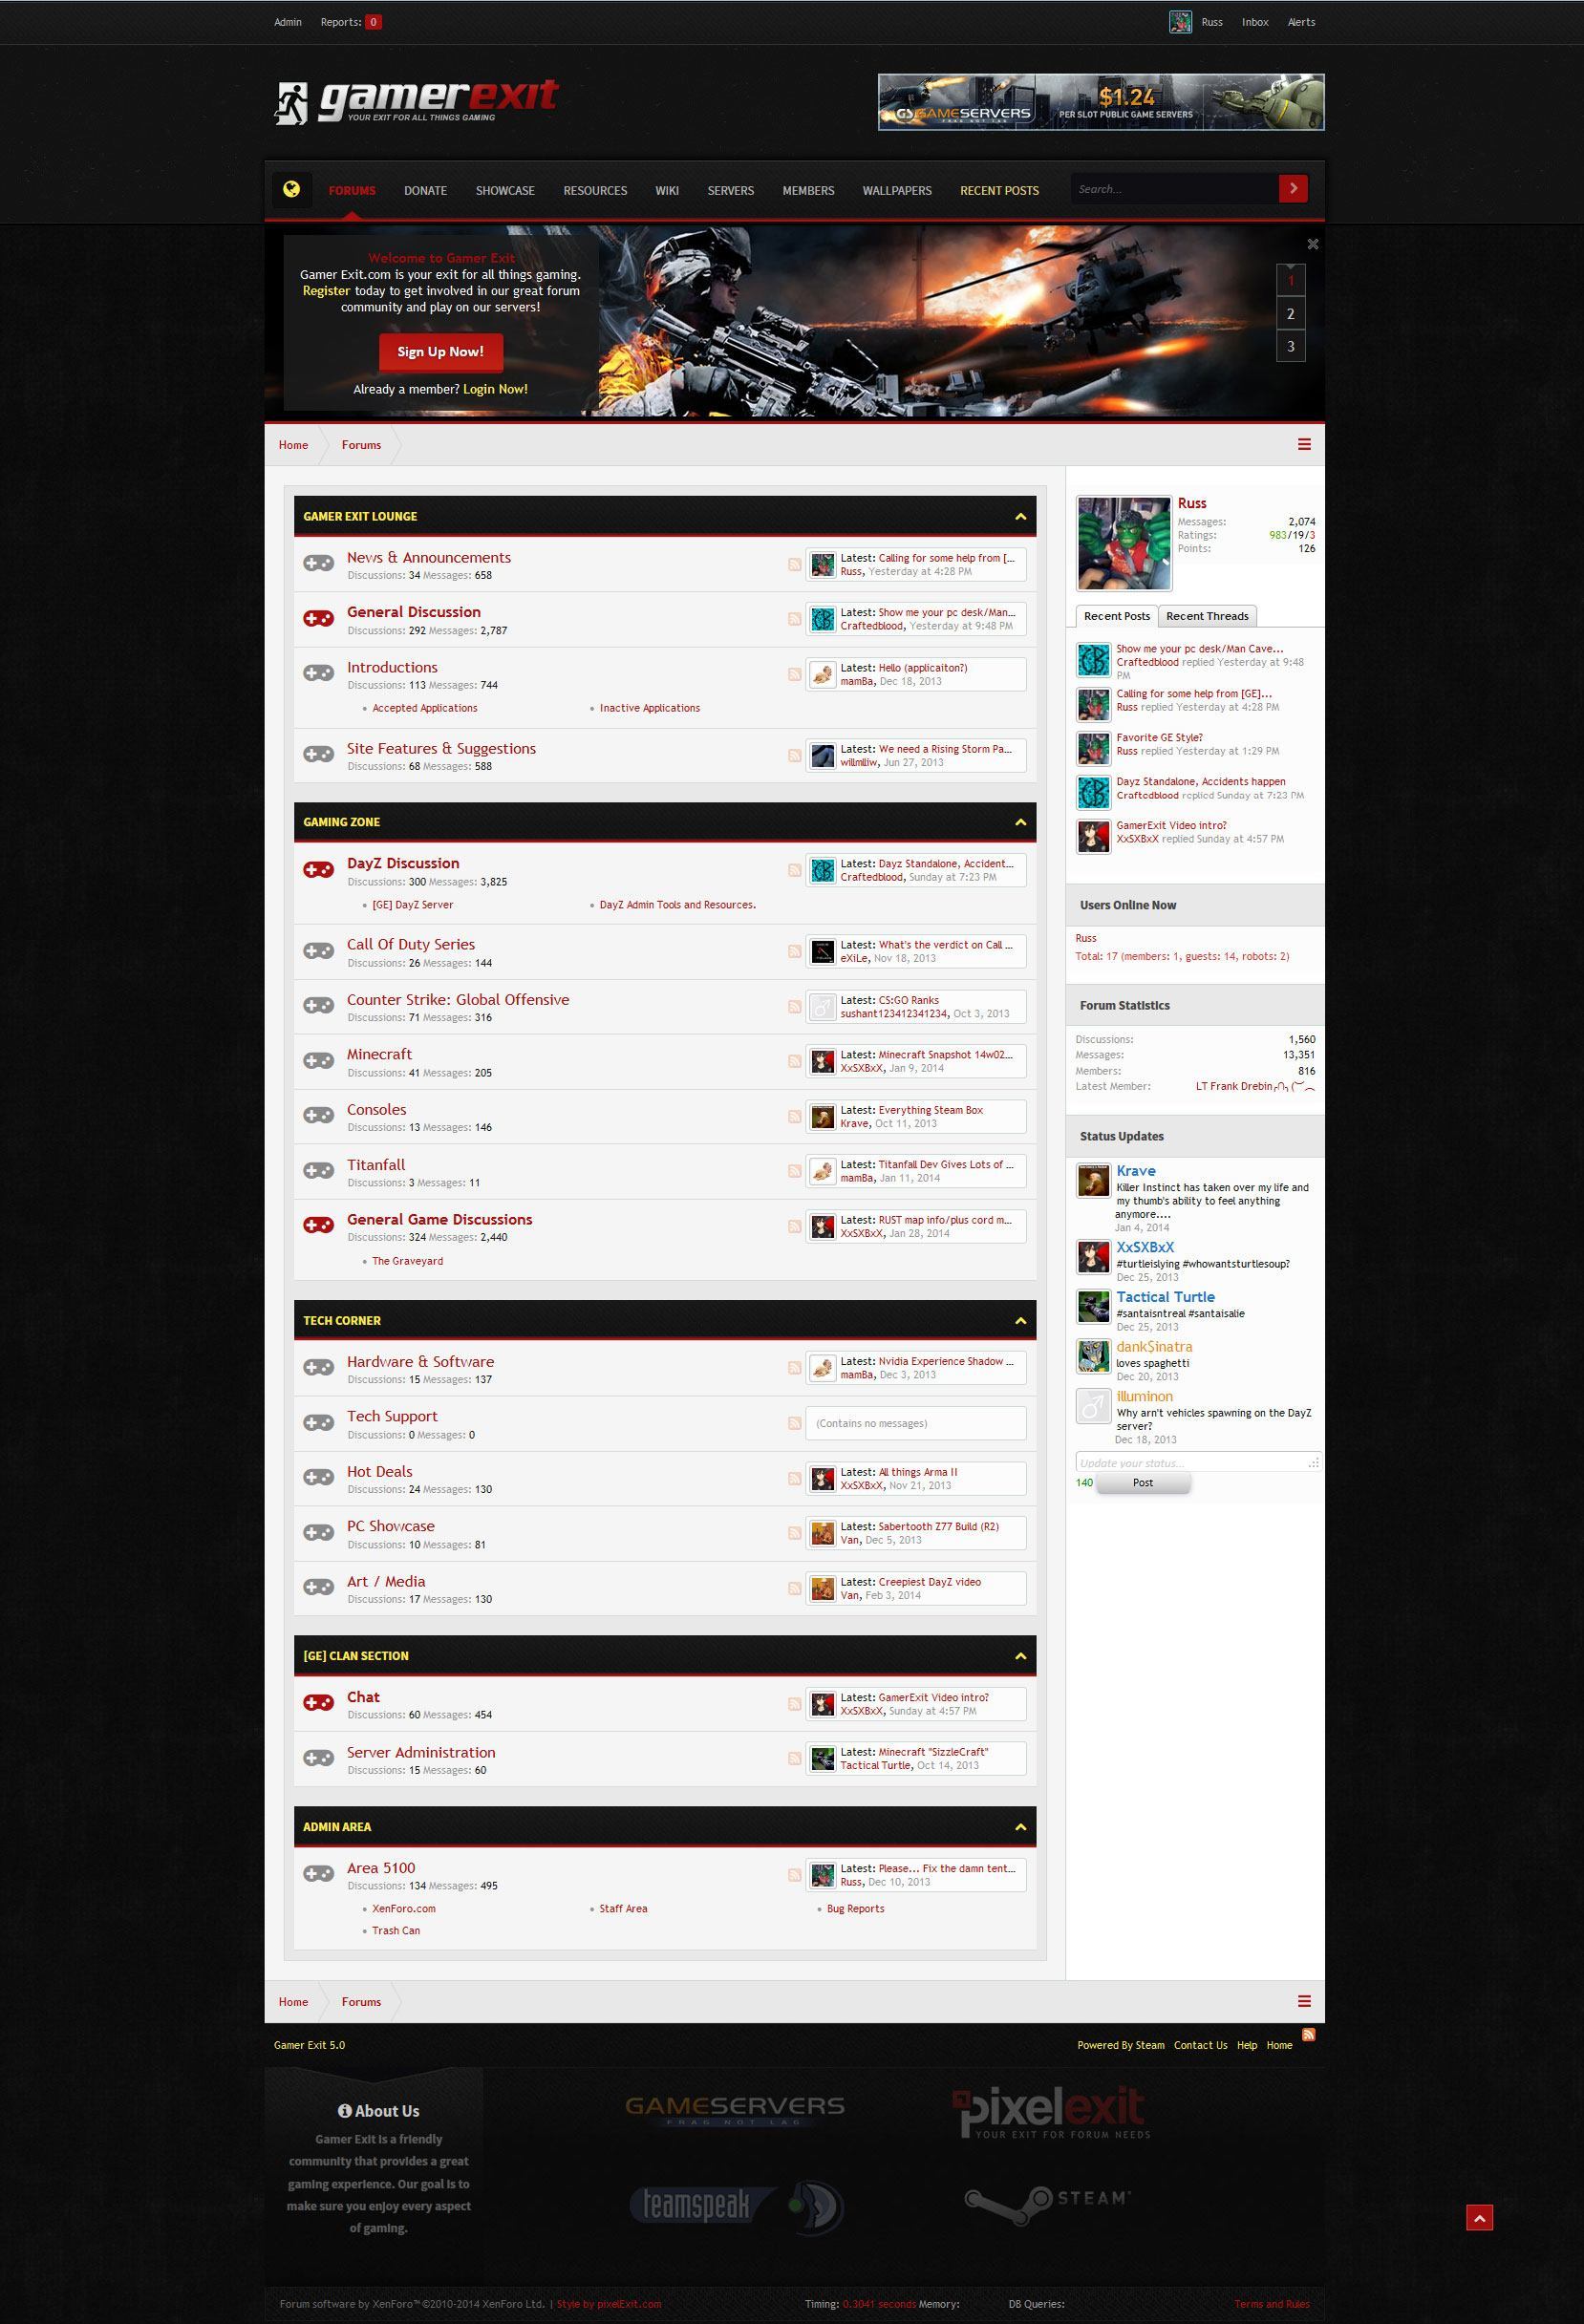 Admin Reports: 0
Russ Inbox Alerts
gamerexit
YOUR EXIT FOR ALL THINGS GAMING
GAMESERVERS
FRAG NOT LAG
$1.24
PER SLOT PUBLIC GAME SERVERS
FORUMS DONATE SHOWCASE RESOURCES WIKI SERVERS MEMBERS WALLPAPERS RECENT POSTS Search...
Welcome to Gamer Exit
Gamer Exit.com is your exit for all things gaming.
Register today to get involved in our great forum
community and play on our servers!
Sign Up Now!
Already a member? Login Now!
1
2
3
Home Forums
GAMER EXIT LOUNGE
News & Announcements
Discussions: 34 Messages: 658
Latest: Calling for some help from [...
Russ, Yesterday at 4:28 PM
General Discussion
Discussions: 292 Messages: 2,787
Latest: Show me your pc desk/Man...
Craftedblood, Yesterday at 9:48 PM
Introductions
Discussions: 113 Messages: 744
Latest: Hello (applicaiton?)
mamBa, Dec 18, 2013
Accepted Applications
Inactive Applications
Site Features & Suggestions
Discussions: 68 Messages: 588
Latest: We need a Rising Storm Pa...
willmliw, Jun 27, 2013
GAMING ZONE
DayZ Discussion
Discussions: 300 Messages: 3,825
Latest: Dayz Standalone, Accident...
Craftedblood, Sunday at 7:23 PM
[GE] DayZ Server
DayZ Admin Tools and Resources.
Call Of Duty Series
Discussions: 26 Messages: 144
Latest: What's the verdict on Call ...
eXiLe, Nov 18, 2013
Counter Strike: Global Offensive
Discussions: 71 Messages: 316
Latest: CS:GO Ranks
sushant123412341234, Oct 3, 2013
Minecraft
Discussions: 41 Messages: 205
Latest: Minecraft Snapshot 14w02...
XxSXBxX, Jan 9, 2014
Consoles
Discussions: 13 Messages: 146
Latest: Everything Steam Box
Krave, Oct 11, 2013
Titanfall
Discussions: 3 Messages: 11
Latest: Titanfall Dev Gives Lots of ...
mamBa, Jan 11, 2014
General Game Discussions
Discussions: 324 Messages: 2,440
Latest: RUST map info/plus cord m...
XxSXBxX, Jan 28, 2014
The Graveyard
TECH CORNER
Hardware & Software
Discussions: 15 Messages: 137
Latest: Nvidia Experience Shadow ...
mamBa, Dec 3, 2013
Tech Support
Discussions: 0 Messages: 0
(Contains no messages)
Hot Deals
Discussions: 24 Messages: 130
Latest: All things Arma II
XxSXBxX, Nov 21, 2013
PC Showcase
Discussions: 10 Messages: 81
Latest: Sabertooth Z77 Build (R2)
Van, Dec 5, 2013
Art / Media
Discussions: 17 Messages: 130
Latest: Creepiest DayZ video
Van, Feb 3, 2014
[GE] CLAN SECTION
Chat
Discussions: 60 Messages: 454
Latest: GamerExit Video intro?
XxSXBxX, Sunday at 4:57 PM
Server Administration
Discussions: 15 Messages: 60
Latest: Minecraft "SizzleCraft"
Tactical Turtle, Oct 14, 2013
ADMIN AREA
Area 5100
Discussions: 134 Messages: 495
Latest: Please... Fix the damn tent...
Russ, Dec 10, 2013
XenForo.com
Staff Area
Bug Reports
Trash Can
Russ
Messages: 2,074
Ratings: 983/19/3
Points: 126
Recent Posts Recent Threads
Show me your pc desk/Man Cave...
Craftedblood replied Yesterday at 9:48
PM
Calling for some help from [GE]...
Russ replied Yesterday at 4:28 PM
Favorite GE Style?
Russ replied Yesterday at 1:29 PM
Dayz Standalone, Accidents happen
Craftedblood replied Sunday at 7:23 PM
GamerExit Video intro?
XxSXBxX replied Sunday at 4:57 PM
Users Online Now
Russ
Total: 17 (members: 1, guests: 14, robots: 2)
Forum Statistics
Discussions: 1,560
Messages: 13,351
Members: 816
Latest Member: LT Frank Drebin
Status Updates
Krave
Killer Instinct has taken over my life and
my thumb's ability to feel anything
anymore....
Jan 4, 2014
XxSXBxX
#turtleislying #whowantsturtlesoup?
Dec 25, 2013
Tactical Turtle
#santaisntreal #santaisalie
Dec 25, 2013
dank$inatra
loves spaghetti
Dec 20, 2013
illuminon
Why arn't vehicles spawning on the DayZ
server?
Dec 18, 2013
Update your status...
140 Post
Home Forums
Gamer Exit 5.0
Powered By Steam Contact Us Help Home
About Us
Gamer Exit is a friendly
community that provides a great
gaming experience. Our goal is to
make sure you enjoy every aspect
of gaming.
GAMESERVERS
FRAG NOT LAG
pixelexit
YOUR EXIT FOR FORUM NEEDS
teamspeak
STEAM
Forum software by XenForo™ ©2010-2014 XenForo Ltd. | Style by pixelExit.com
Timing: 0.3041 seconds Memory: DB Queries:
Terms and Rules